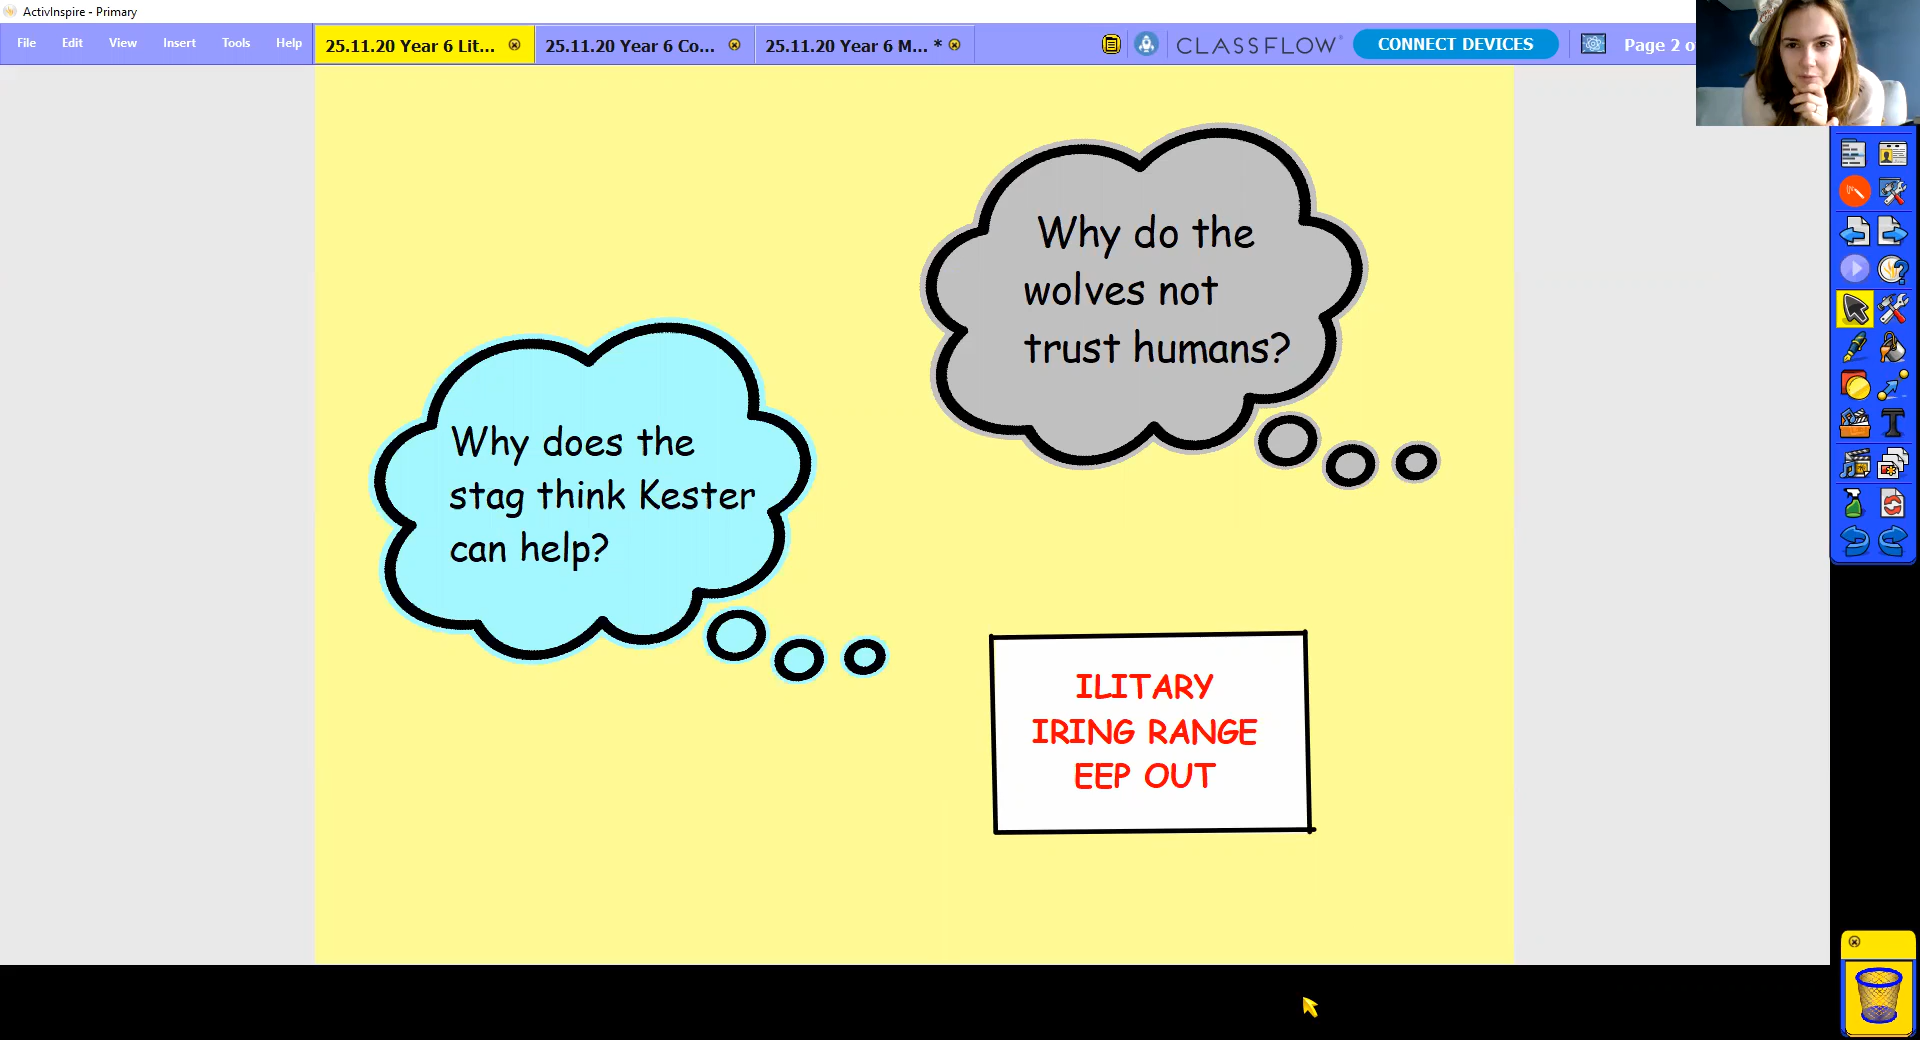 ActivInspire - Primary
File Edit View Insert Tools Help
25.11.20 Year 6 Lit...
25.11.20 Year 6 Co...
25.11.20 Year 6 M... *
CLASSFLOW
CONNECT DEVICES
Page 2 o
Why do the
wolves not
trust humans?
Why does the
stag think Kester
can help?
ILITARY
IRING RANGE
EEP OUT